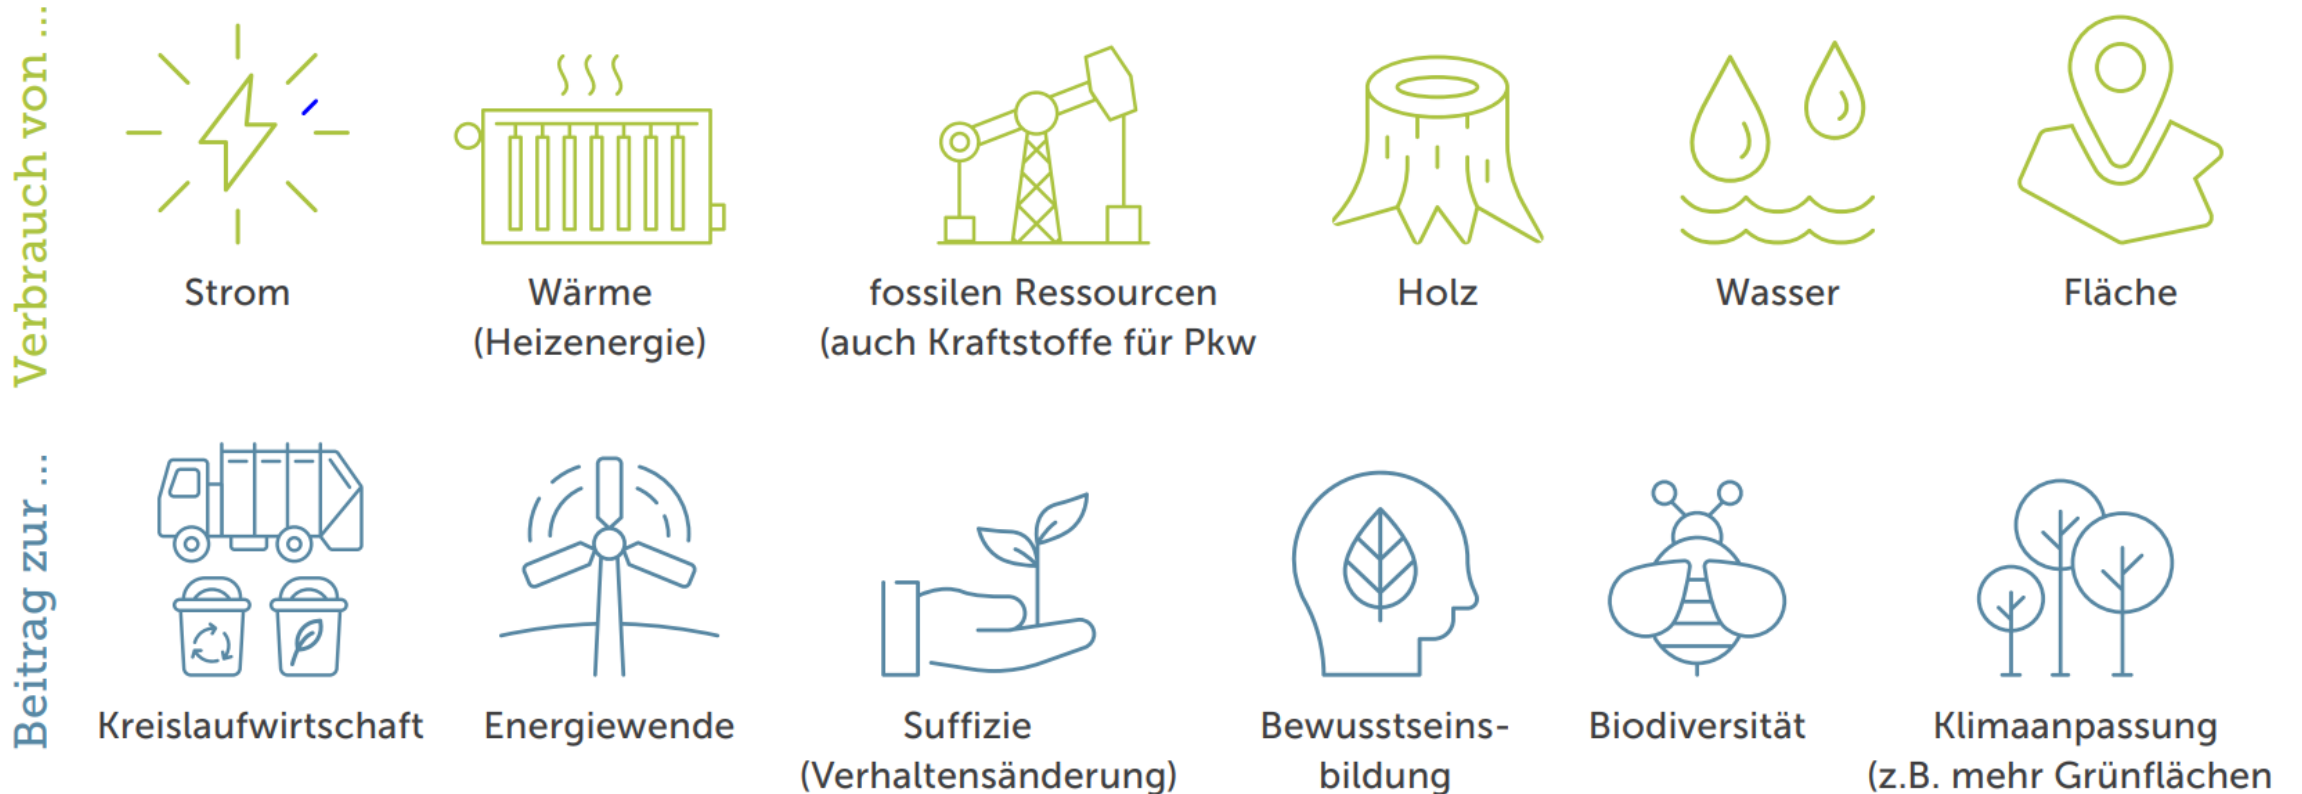 Verbrauch von ...
Strom
Wärme
(Heizenergie)
fossilen Ressourcen
(auch Kraftstoffe für Pkw
Holz
Wasser
Fläche
Beitrag zur ...
Kreislaufwirtschaft
Energiewende
Suffizie
(Verhaltensänderung)
Bewusstseins-
bildung
Biodiversität
Klimaanpassung
(z.B. mehr Grünflächen